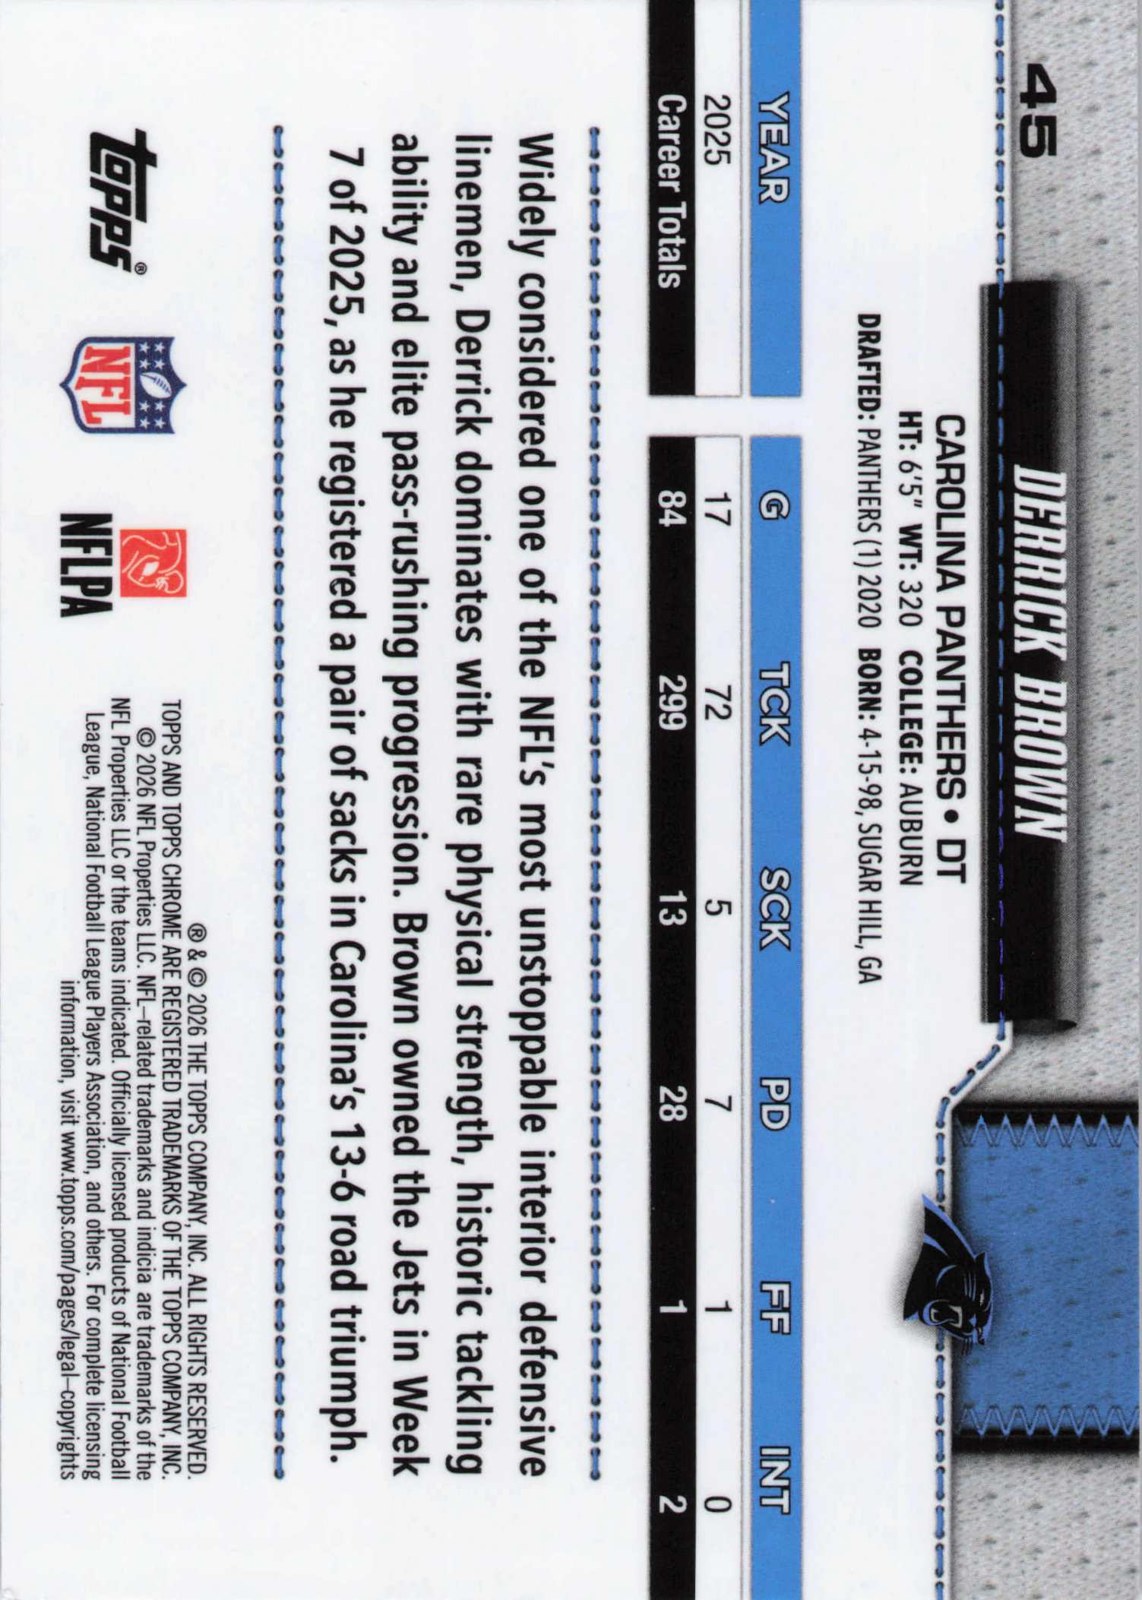 45
DERRICK BROWN
CAROLINA PANTHERS • DT
HT: 6'5" WT: 320 COLLEGE: AUBURN
DRAFTED: PANTHERS (1) 2020 BORN: 4-15-98, SUGAR HILL, GA
YEAR G TCK SCK PD FF INT
2025 17 72 5 7 1 0
Career Totals 84 299 13 28 1 2
Widely considered one of the NFL's most unstoppable interior defensive
linemen, Derrick dominates with rare physical strength, historic tackling
ability and elite pass-rushing progression. Brown owned the Jets in Week
7 of 2025, as he registered a pair of sacks in Carolina's 13-6 road triumph.
topps®
NFL
NFLPA
® & © 2026 THE TOPPS COMPANY, INC. ALL RIGHTS RESERVED.
TOPPS AND TOPPS CHROME ARE REGISTERED TRADEMARKS OF THE TOPPS COMPANY, INC.
© 2026 NFL Properties LLC. NFL-related trademarks and indicia are trademarks of the
NFL Properties LLC or the teams indicated. Officially licensed products of National Football
League, National Football League Players Association, and others. For complete licensing
information, visit www.topps.com/pages/legal-copyrights